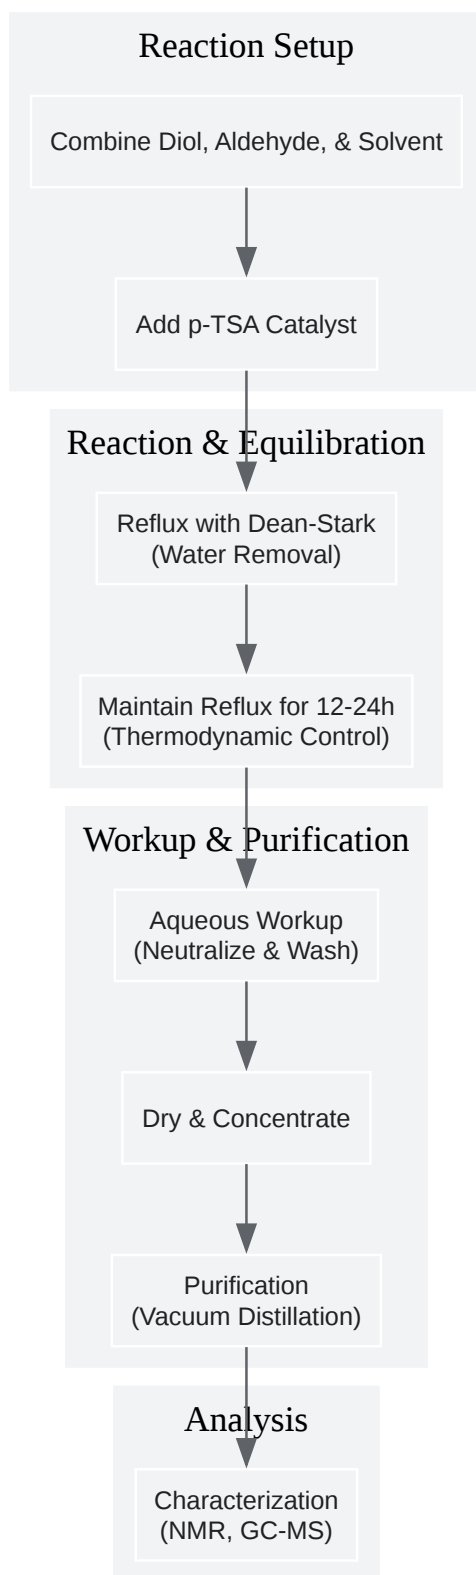 Reaction Setup
Combine Diol, Aldehyde, & Solvent
Add p-TSA Catalyst
Reaction & Equilibration
Reflux with Dean-Stark
(Water Removal)
Maintain Reflux for 12-24h
(Thermodynamic Control)
Workup & Purification
Aqueous Workup
(Neutralize & Wash)
Dry & Concentrate
Purification
(Vacuum Distillation)
Analysis
Characterization
(NMR, GC-MS)